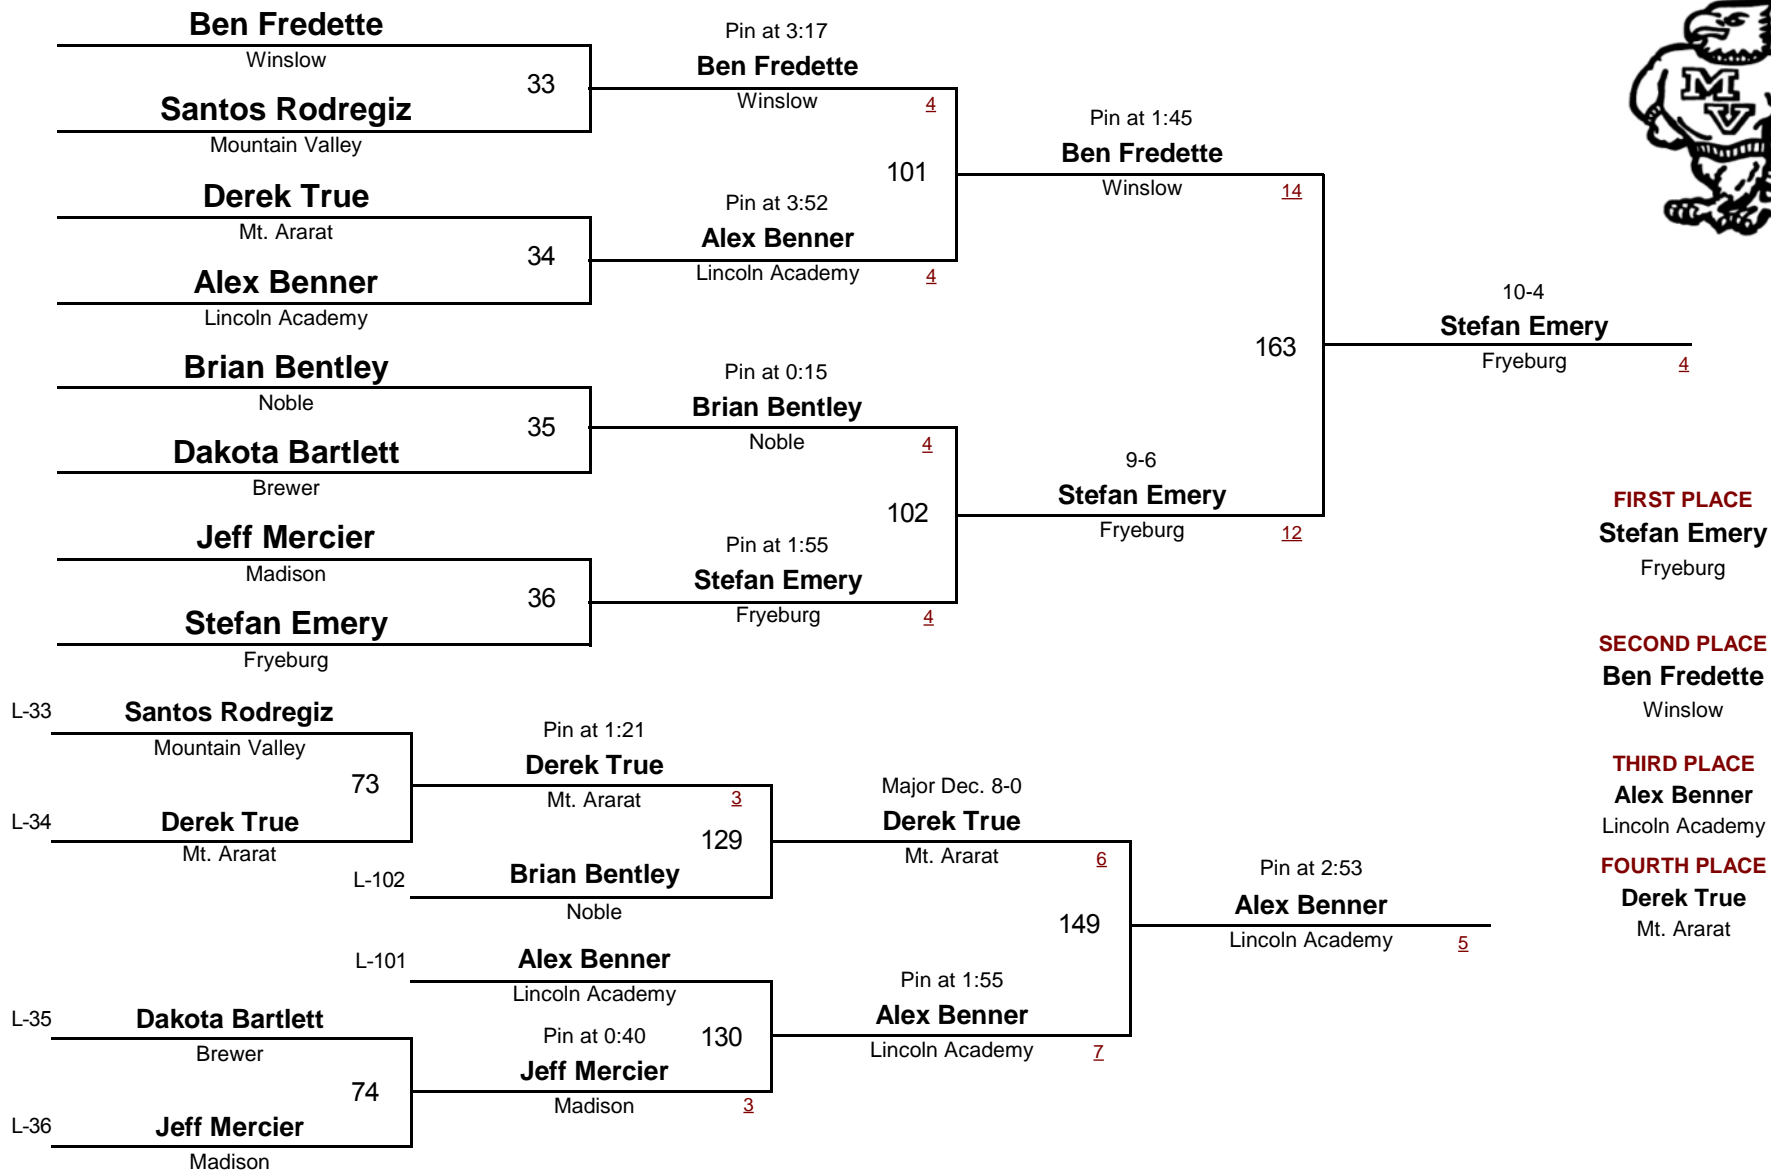 Ben Fredette
Winslow
33
Santos Rodregiz
Mountain Valley
Derek True
Mt. Ararat
34
Alex Benner
Lincoln Academy
Brian Bentley
Noble
35
Dakota Bartlett
Brewer
Jeff Mercier
Madison
36
Stefan Emery
Fryeburg
Pin at 3:17
Ben Fredette
Winslow 4
101
Pin at 3:52
Alex Benner
Lincoln Academy 4
Pin at 0:15
Brian Bentley
Noble 4
102
Pin at 1:55
Stefan Emery
Fryeburg 4
Pin at 1:45
Ben Fredette
Winslow 14
163
9-6
Stefan Emery
Fryeburg 12
10-4
Stefan Emery
Fryeburg 4
M
V
FIRST PLACE
Stefan Emery
Fryeburg
SECOND PLACE
Ben Fredette
Winslow
THIRD PLACE
Alex Benner
Lincoln Academy
FOURTH PLACE
Derek True
Mt. Ararat
L-33 Santos Rodregiz
Mountain Valley
73
L-34 Derek True
Mt. Ararat
L-35 Dakota Bartlett
Brewer
74
L-36 Jeff Mercier
Madison
Pin at 1:21
Derek True
Mt. Ararat 3
129
L-102 Brian Bentley
Noble
L-101 Alex Benner
Lincoln Academy
130
Pin at 0:40
Jeff Mercier
Madison 3
Major Dec. 8-0
Derek True
Mt. Ararat 6
149
Pin at 1:55
Alex Benner
Lincoln Academy 7
Pin at 2:53
Alex Benner
Lincoln Academy 5